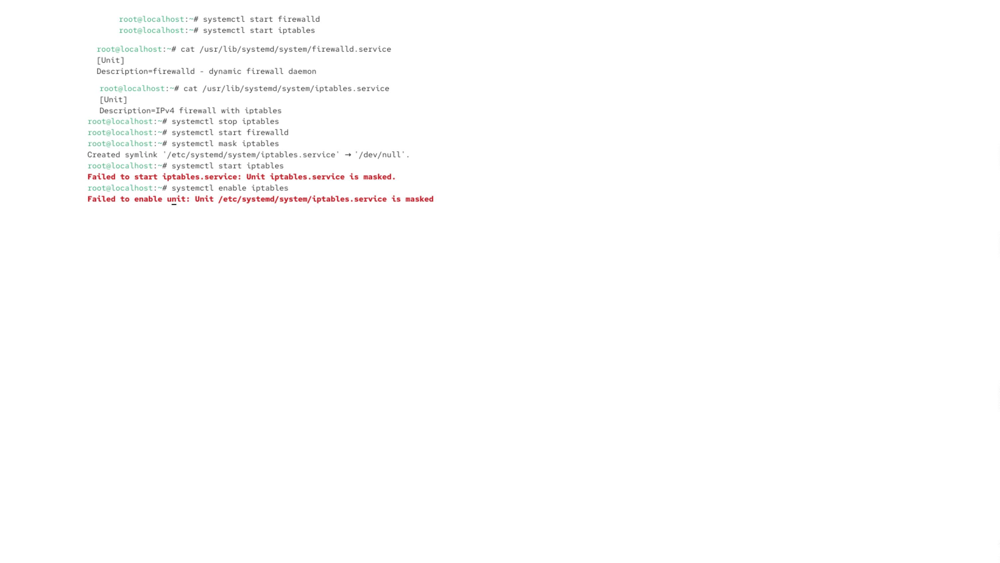 root@localhost:~# systemctl start firewalld
root@localhost:~# systemctl start iptables
root@localhost:~# cat /usr/lib/systemd/system/firewalld.service
[Unit]
Description=firewalld - dynamic firewall daemon
root@localhost:~# cat /usr/lib/systemd/system/iptables.service
[Unit]
Description=IPv4 firewall with iptables
root@localhost:~# systemctl stop iptables
root@localhost:~# systemctl start firewalld
root@localhost:~# systemctl mask iptables
Created symlink '/etc/systemd/system/iptables.service' → '/dev/null'.
root@localhost:~# systemctl start iptables
Failed to start iptables.service: Unit iptables.service is masked.
root@localhost:~# systemctl enable iptables
Failed to enable unit: Unit /etc/systemd/system/iptables.service is masked